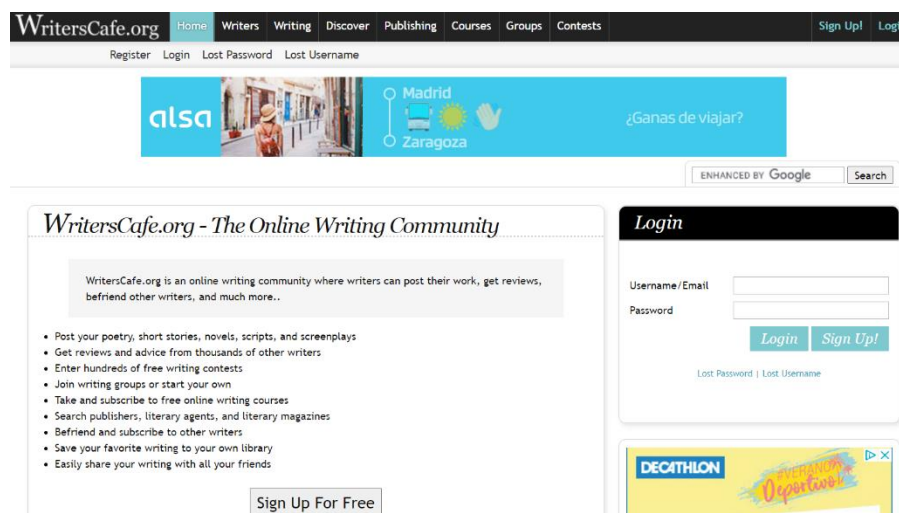 WritersCafe.org Home Writers Writing Discover Publishing Courses Groups Contests Sign Up!
Register Login Lost Password Lost Username
alsa
Madrid
Zaragoza
¿Ganas de viajar?
ENHANCED BY Google Search
WritersCafe.org - The Online Writing Community
WritersCafe.org is an online writing community where writers can post their work, get reviews,
befriend other writers, and much more..
• Post your poetry, short stories, novels, scripts, and screenplays
• Get reviews and advice from thousands of other writers
• Enter hundreds of free writing contests
• Join writing groups or start your own
• Take and subscribe to free online writing courses
• Search publishers, literary agents, and literary magazines
• Befriend and subscribe to other writers
• Save your favorite writing to your own library
• Easily share your writing with all your friends
Sign Up For Free
Login
Username/Email
Password
Login Sign Up!
Lost Password | Lost Username
DECATHLON
#VERANO
Deportivo